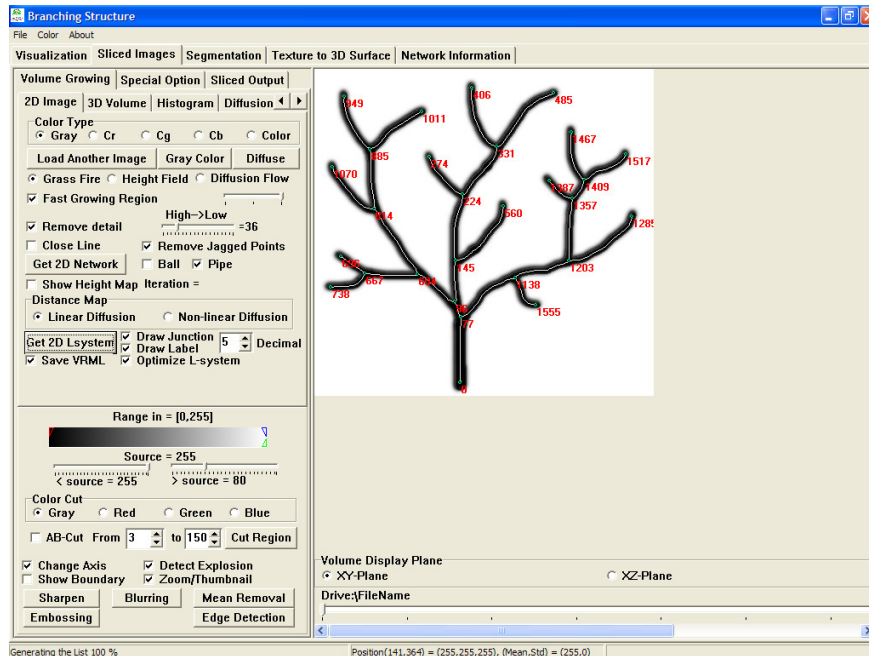 Branching Structure
File Color About
Visualization Sliced Images Segmentation Texture to 3D Surface Network Information
Volume Growing Special Option Sliced Output
2D Image 3D Volume Histogram Diffusion
Color Type
Gray Cr Cg Cb Color
Load Another Image Gray Color Diffuse
Grass Fire Height Field Diffusion Flow
Fast Growing Region
High-->Low
Remove detail =36
Close Line Remove Jagged Points
Get 2D Network Ball Pipe
Show Height Map Iteration =
Distance Map
Linear Diffusion Non-linear Diffusion
Get 2D Lsystem Draw Junction 5 Decimal
Draw Label
Save VRML Optimize L-system
Range in = [0,255]
Source = 255
< source = 255 > source = 80
Color Cut
Gray Red Green Blue
AB-Cut From 3 to 150 Cut Region
Change Axis Detect Explosion
Show Boundary Zoom/Thumbnail
Sharpen Blurring Mean Removal
Embossing Edge Detection
949 406 485
1011
1467
885 331
1517
1070 374
1387 1409
224 1357
614 560
1285
145 1203
667
738 1138
1555
77
0
Volume Display Plane
XY-Plane XZ-Plane
Drive:\FileName
Generating the List 100 % Position(141,364) = (255,255,255), (Mean,Std) = (255,0)